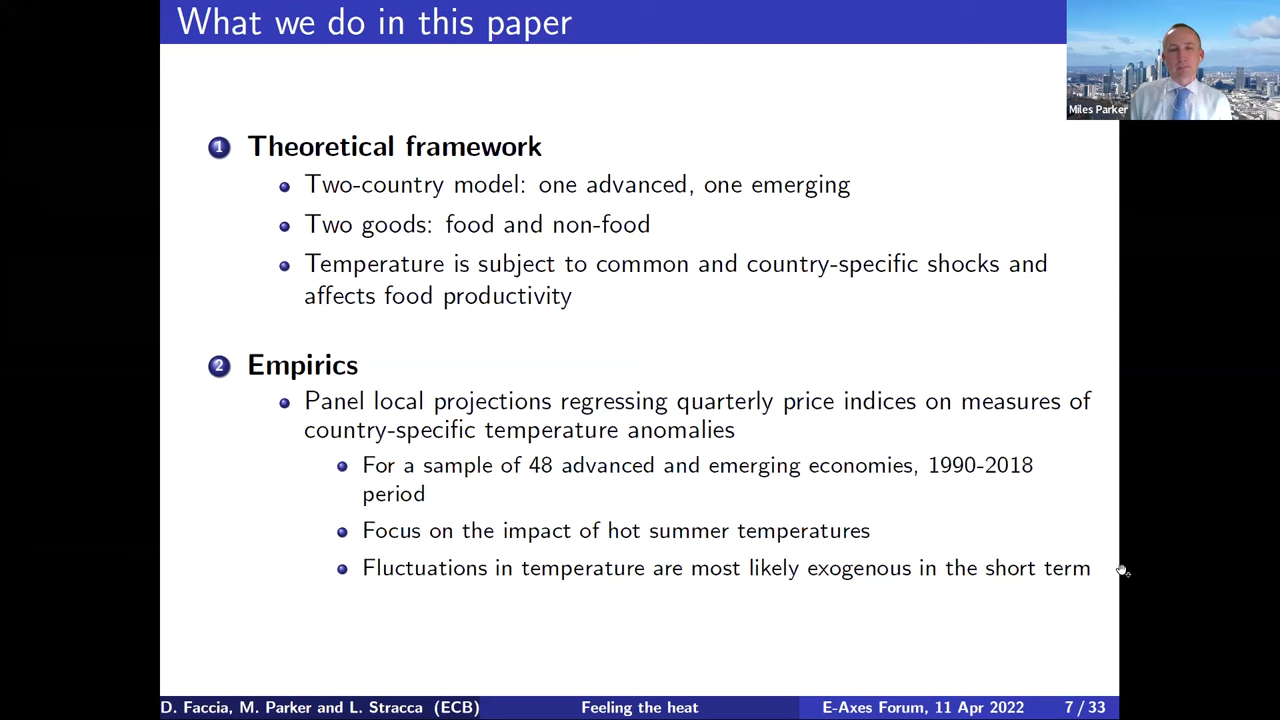 What we do in this paper
Miles Parker
1 Theoretical framework
Two-country model: one advanced, one emerging
Two goods: food and non-food
Temperature is subject to common and country-specific shocks and
affects food productivity
2 Empirics
Panel local projections regressing quarterly price indices on measures of
country-specific temperature anomalies
For a sample of 48 advanced and emerging economies, 1990-2018
period
Focus on the impact of hot summer temperatures
Fluctuations in temperature are most likely exogenous in the short term
D. Faccia, M. Parker and L. Stracca (ECB) Feeling the heat E-Axes Forum, 11 Apr 2022 7 / 33